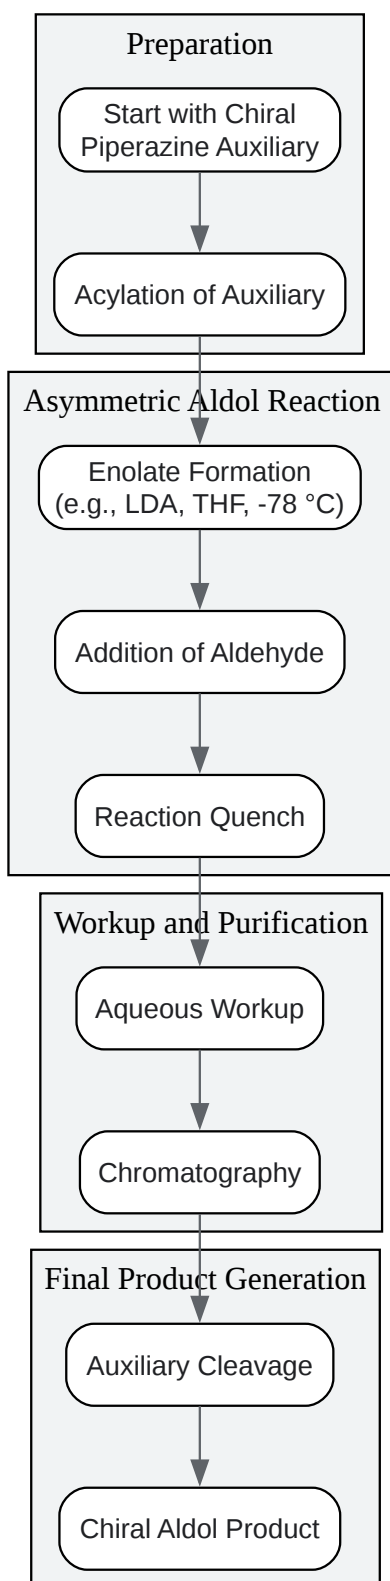 Preparation
Start with Chiral
Piperazine Auxiliary
Acylation of Auxiliary
Asymmetric Aldol Reaction
Enolate Formation
(e.g., LDA, THF, -78 °C)
Addition of Aldehyde
Reaction Quench
Workup and Purification
Aqueous Workup
Chromatography
Final Product Generation
Auxiliary Cleavage
Chiral Aldol Product